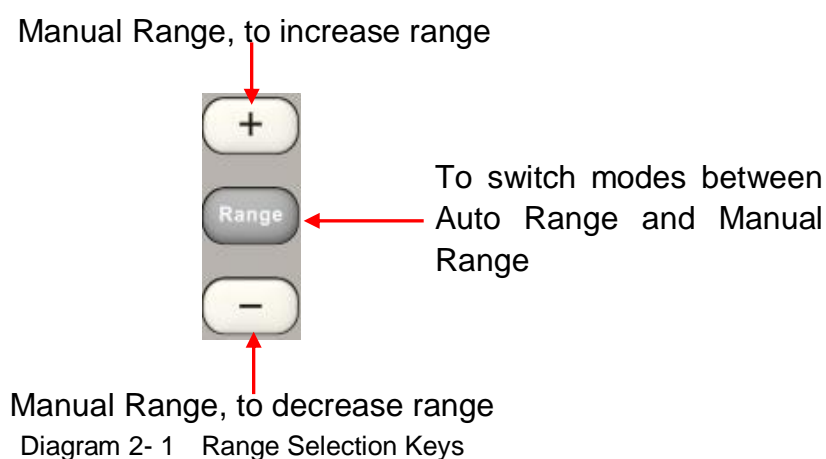 Manual Range, to increase range
+
Range
To switch modes between
Auto Range and Manual
Range
−
Manual Range, to decrease range
Diagram 2- 1 Range Selection Keys